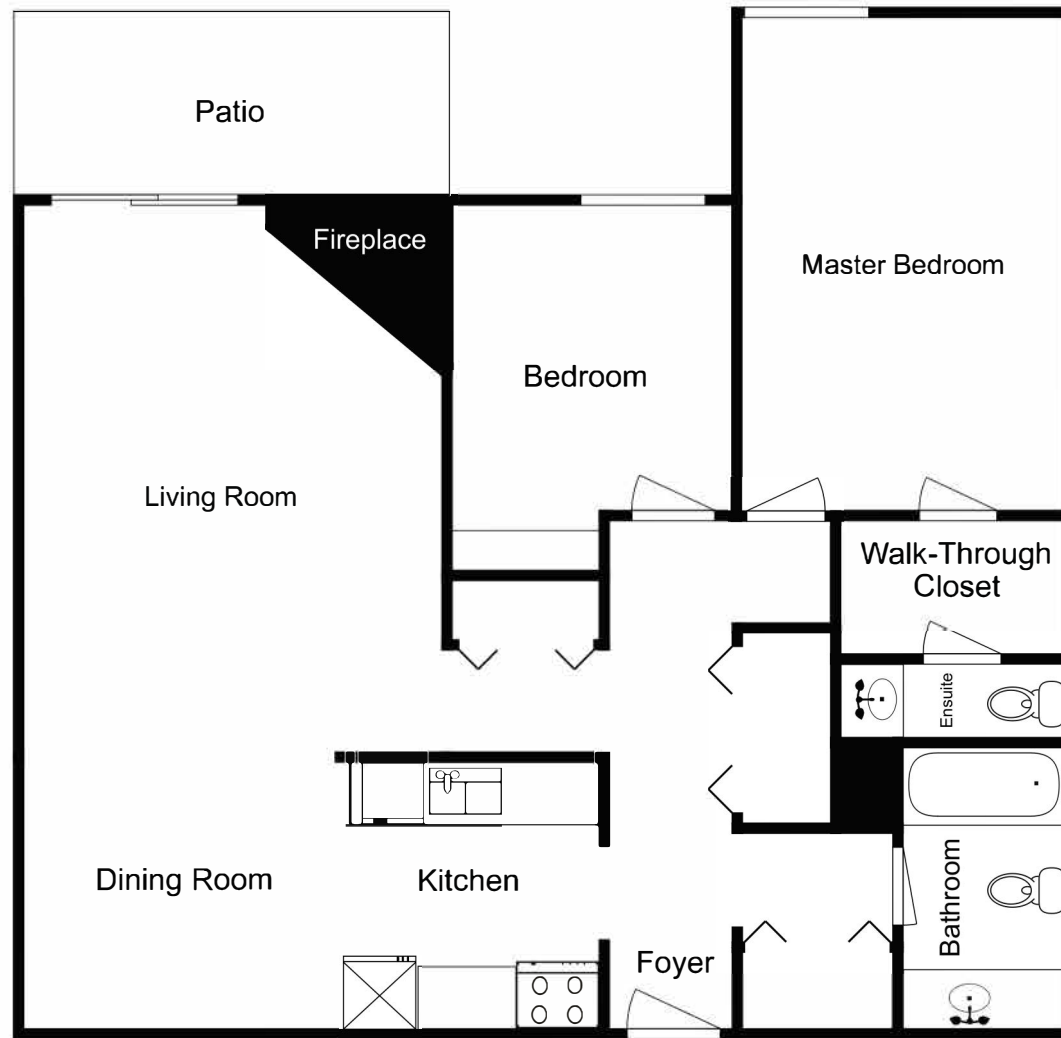 Patio
Fireplace
Master Bedroom
Bedroom
Living Room
Walk-Through
Closet
Ensuite
Dining Room
Kitchen
Bathroom
Foyer